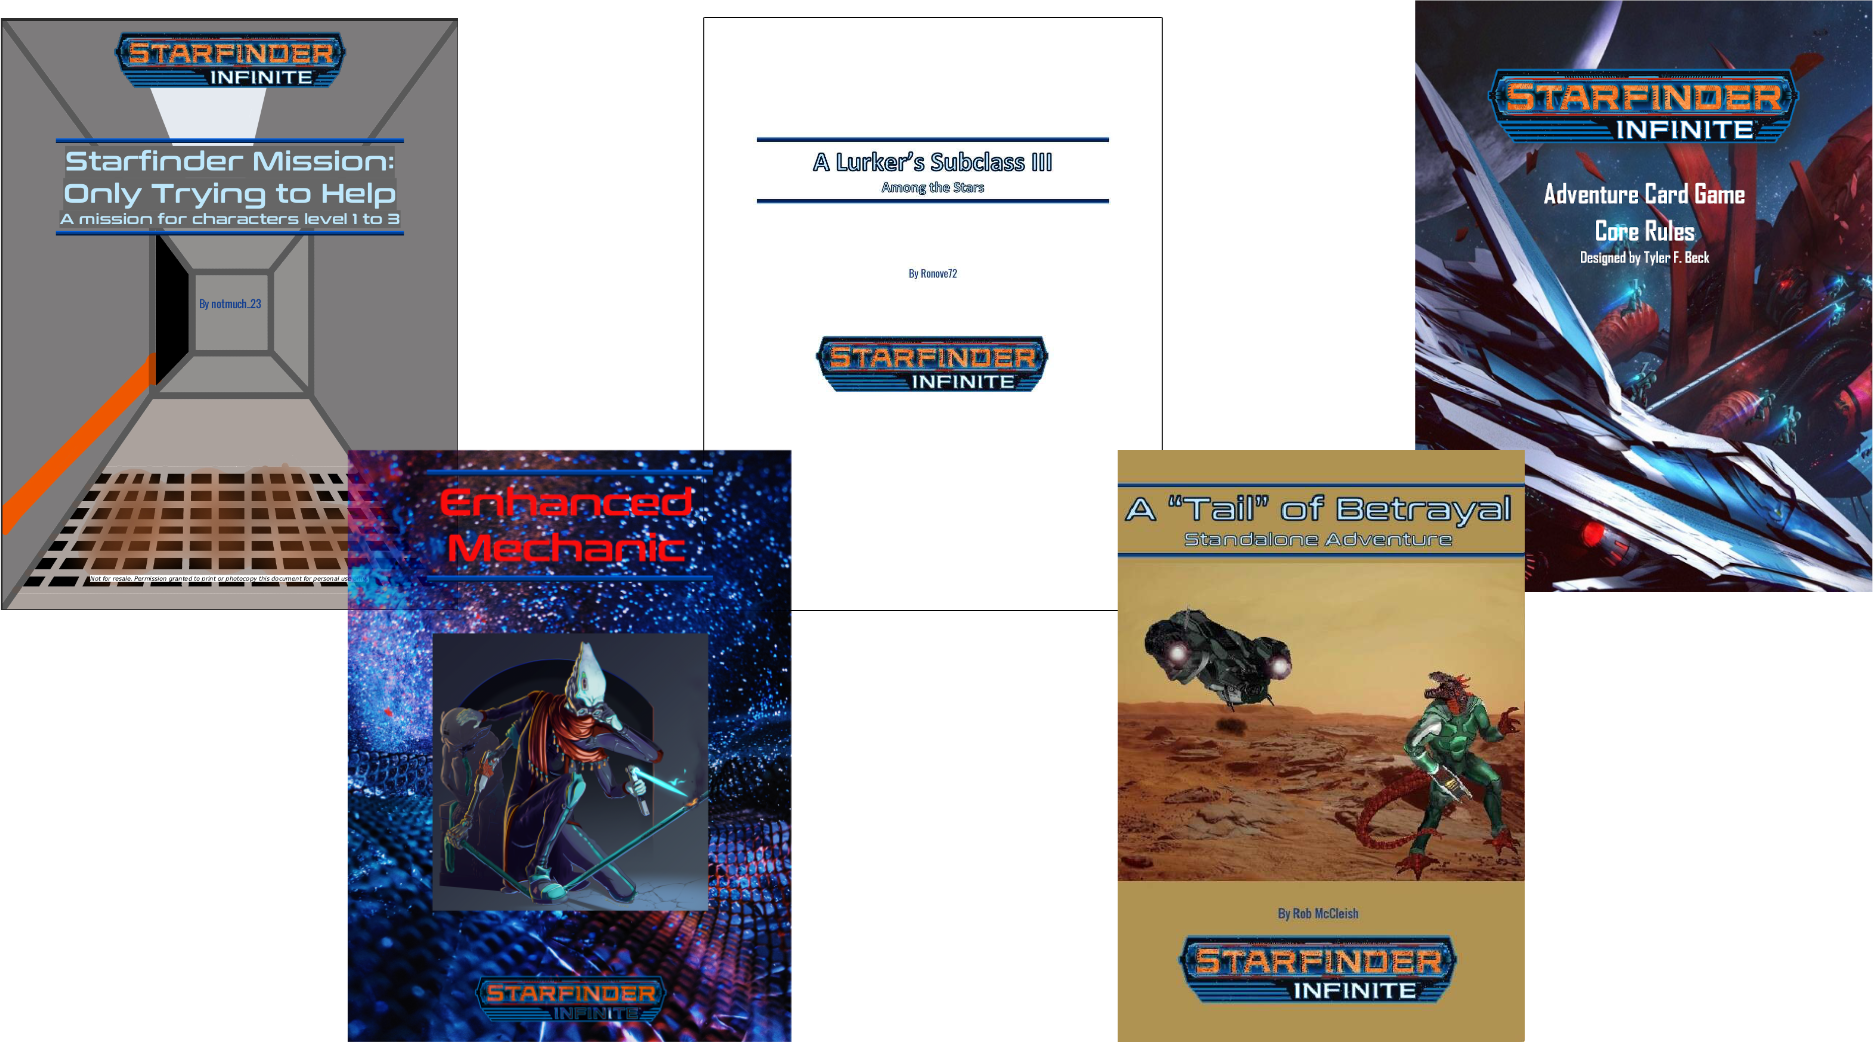 STARFINDER
INFINITE
Starfinder Mission:
Only Trying to Help
A mission for characters level 1 to 3
By notmuch_23
Not for resale. Permission granted to print or photocopy this document for personal use
A Lurker's Subclass III
Among the Stars
By Ronove72
STARFINDER
INFINITE
STARFINDER
INFINITE
Adventure Card Game
Core Rules
Designed by Tyler F. Beck
Enhanced
Mechanic
STARFINDER
INFINITE
A “Tail” of Betrayal
Standalone Adventure
By Rob McCleish
STARFINDER
INFINITE